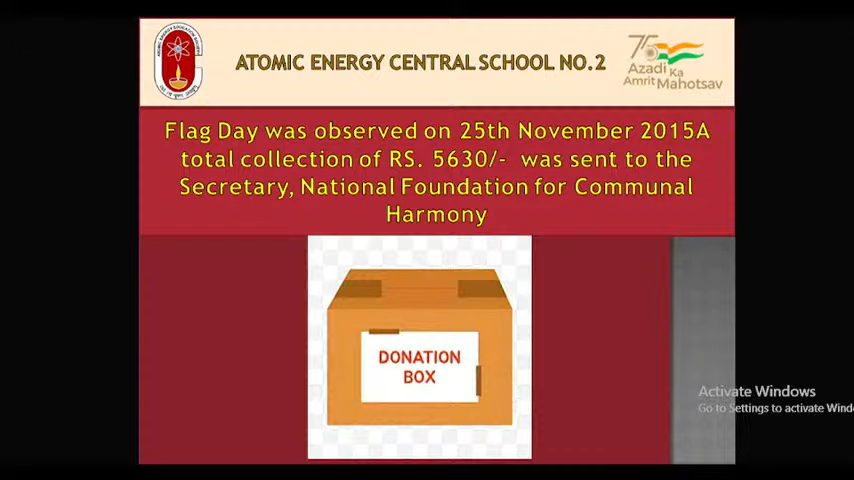 ATOMIC ENERGY CENTRAL SCHOOL NO.2
75
Azadi Ka
Amrit Mahotsav
Flag Day was observed on 25th November 2015A
total collection of RS. 5630/- was sent to the
Secretary, National Foundation for Communal
Harmony
DONATION
BOX
Activate Windows
Go to Settings to activate Wind